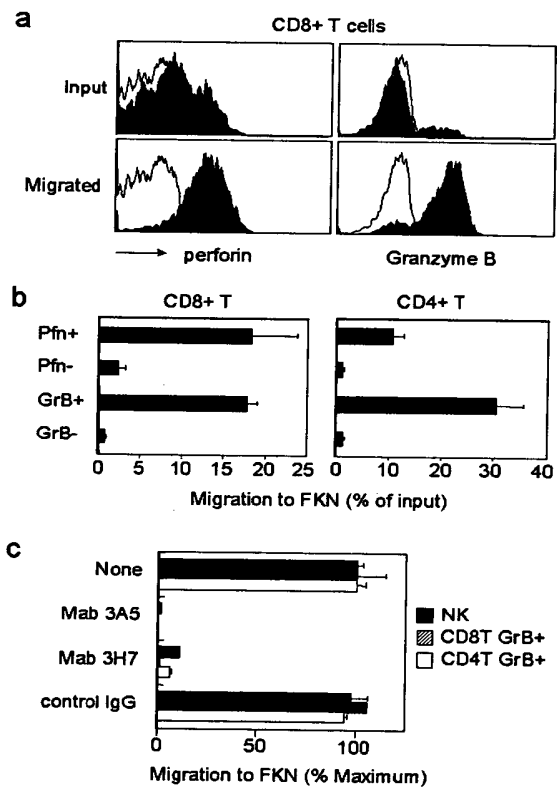 a
CD8+ T cells
Input
Migrated
perforin
Granzyme B
b
CD8+ T
CD4+ T
Pfn+
Pfn-
GrB+
GrB-
0 5 10 15 20 25
0 10 20 30 40
Migration to FKN (% of input)
c
None
Mab 3A5
Mab 3H7
control IgG
NK
CD8T GrB+
CD4T GrB+
0 50 100
Migration to FKN (% Maximum)